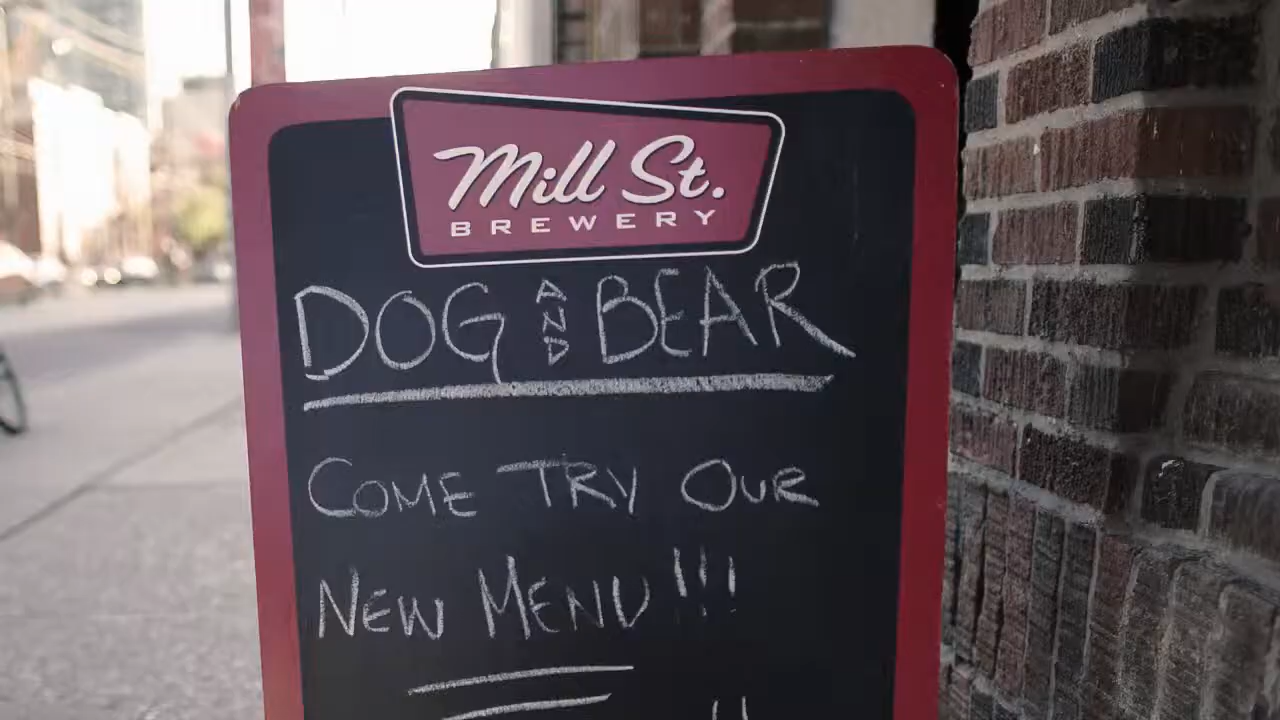 Mill St.
BREWERY
DOG AND BEAR
COME TRY OUR
NEW MENU!!!